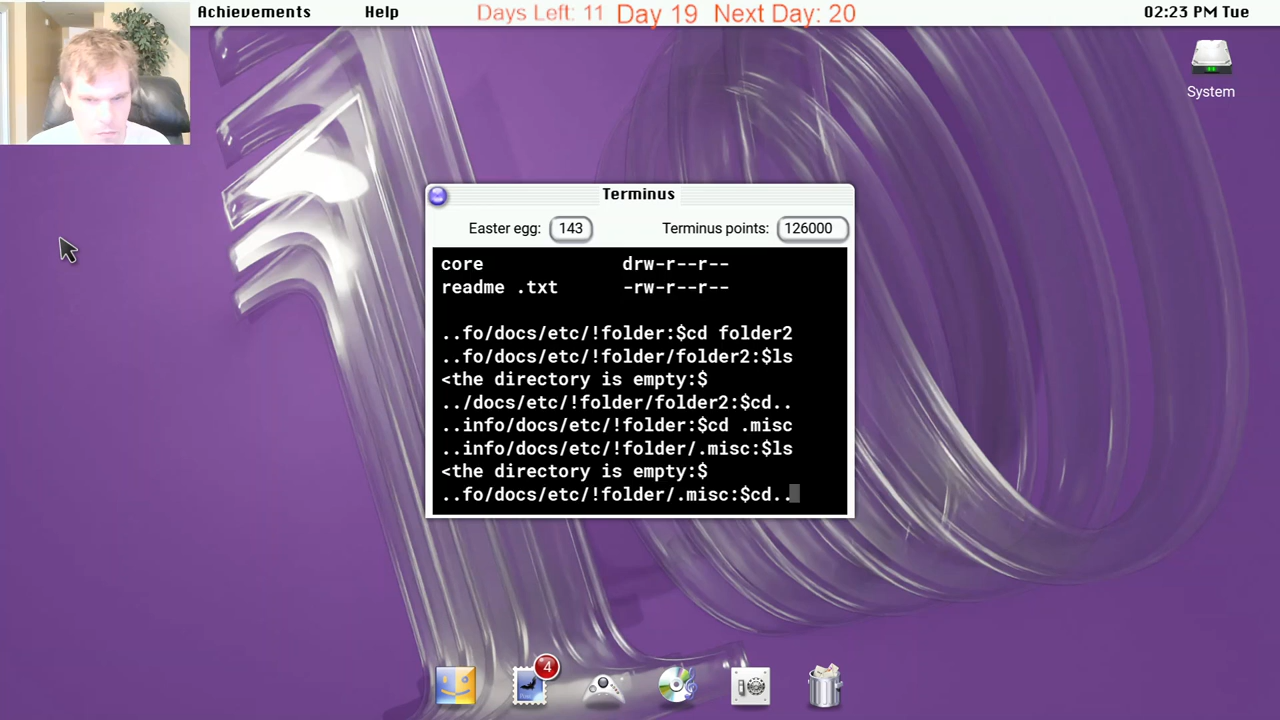 Achievements Help Days Left: 11 Day 19 Next Day: 20 02:23 PM Tue
System
Terminus
Easter egg: 143 Terminus points: 126000
core drw-r--r--
readme .txt -rw-r--r--
..fo/docs/etc/!folder:$cd folder2
..fo/docs/etc/!folder/folder2:$ls
<the directory is empty:$
../docs/etc/!folder/folder2:$cd..
..info/docs/etc/!folder:$cd .misc
..info/docs/etc/!folder/.misc:$ls
<the directory is empty:$
..fo/docs/etc/!folder/.misc:$cd..
4